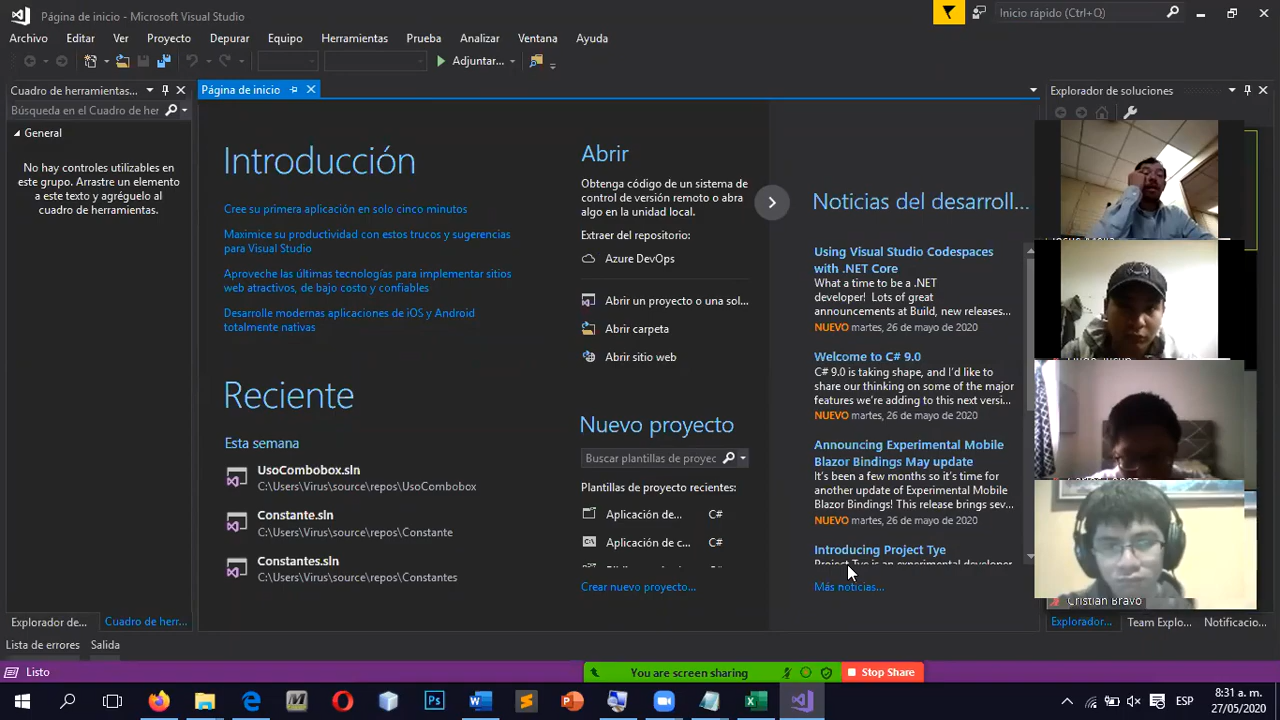 Página de inicio - Microsoft Visual Studio
Inicio rápido (Ctrl+Q)
Archivo Editar Ver Proyecto Depurar Equipo Herramientas Prueba Analizar Ventana Ayuda
Adjuntar...
Cuadro de herramientas...
Búsqueda en el Cuadro de her
General
No hay controles utilizables en
este grupo. Arrastre un elemento
a este texto y agréguelo al
cuadro de herramientas.
Explorador de... Cuadro de herr...
Página de inicio
Introducción
Cree su primera aplicación en solo cinco minutos
Maximice su productividad con estos trucos y sugerencias
para Visual Studio
Aproveche las últimas tecnologías para implementar sitios
web atractivos, de bajo costo y confiables
Desarrolle modernas aplicaciones de iOS y Android
totalmente nativas
Reciente
Esta semana
UsoCombobox.sln
C:\Users\Virus\source\repos\UsoCombobox
Constante.sln
C:\Users\Virus\source\repos\Constante
Constantes.sln
C:\Users\Virus\source\repos\Constantes
Abrir
Obtenga código de un sistema de
control de versión remoto o abra
algo en la unidad local.
Extraer del repositorio:
Azure DevOps
Abrir un proyecto o una sol...
Abrir carpeta
Abrir sitio web
Nuevo proyecto
Buscar plantillas de proyec
Plantillas de proyecto recientes:
Aplicación de... C#
Aplicación de c... C#
Crear nuevo proyecto...
Noticias del desarroll...
Using Visual Studio Codespaces
with .NET Core
What a time to be a .NET
developer! Lots of great
announcements at Build, new releases...
NUEVO martes, 26 de mayo de 2020
Welcome to C# 9.0
C# 9.0 is taking shape, and I'd like to
share our thinking on some of the major
features we're adding to this next versi...
NUEVO martes, 26 de mayo de 2020
Announcing Experimental Mobile
Blazor Bindings May update
It's been a few months so it's time for
another update of Experimental Mobile
Blazor Bindings! This release brings sev...
NUEVO martes, 26 de mayo de 2020
Introducing Project Tye
Project Tye is an experimental developer
Más noticias...
Explorador de soluciones
Cristian Bravo
Explorador... Team Explo... Notificacio...
Lista de errores Salida
Listo
You are screen sharing
Stop Share
ESP
8:31 a. m.
27/05/2020